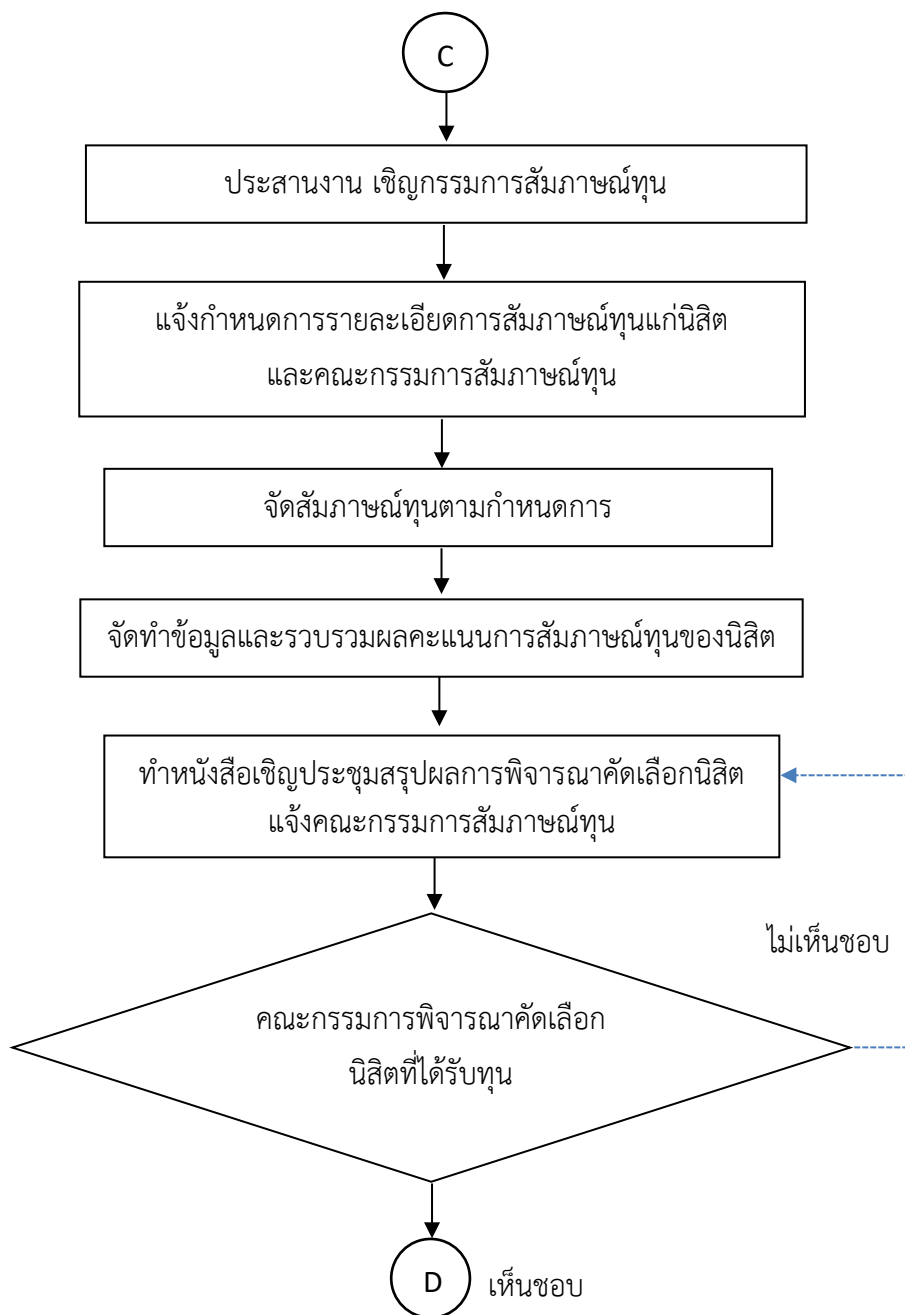 C
ประสานงาน เชิญกรรมการสัมภาษณ์ทุน
แจ้งกำหนดการรายละเอียดการสัมภาษณ์ทุนแก่นิสิต
และคณะกรรมการสัมภาษณ์ทุน
จัดสัมภาษณ์ทุนตามกำหนดการ
จัดทำข้อมูลและรวบรวมผลคะแนนการสัมภาษณ์ทุนของนิสิต
ทำหนังสือเชิญประชุมสรุปผลการพิจารณาคัดเลือกนิสิต
แจ้งคณะกรรมการสัมภาษณ์ทุน
ไม่เห็นชอบ
คณะกรรมการพิจารณาคัดเลือก
นิสิตที่ได้รับทุน
D
เห็นชอบ